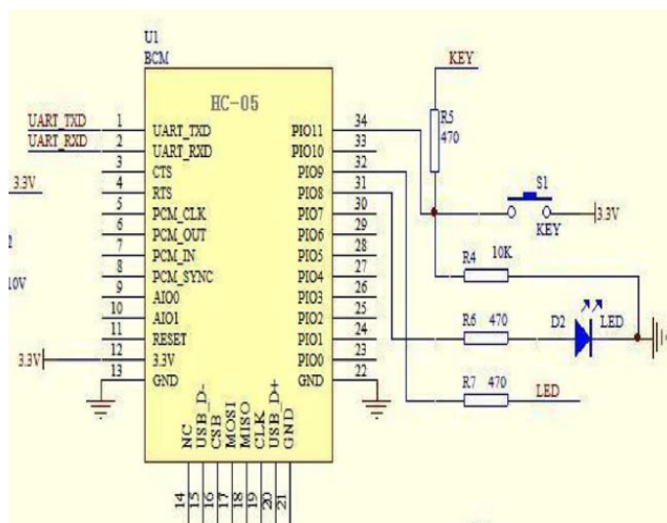 U1
BCM
HC-05
UART_TXD 1 UART_TXD
UART_RXD 2 UART_RXD
3 CTS
3.3V 4 RTS
5 PCM_CLK
6 PCM_OUT
7 PCM_IN
8 PCM_SYNC
10V 9 AIO0
10 AIO1
11 RESET
3.3V 12 3.3V
13 GND
PIO11 34
PIO10 33
PIO9 32
PIO8 31
PIO7 30
PIO6 29
PIO5 28
PIO4 27
PIO3 26
PIO2 25
PIO1 24
PIO0 23
GND 22
NC USB_D- CSB MOSI MISO CLK USB_D+ GND
14 15 16 17 18 19 20 21
KEY
R5
470
S1
KEY
3.3V
R4 10K
R6 470 D2 LED
R7 470 LED